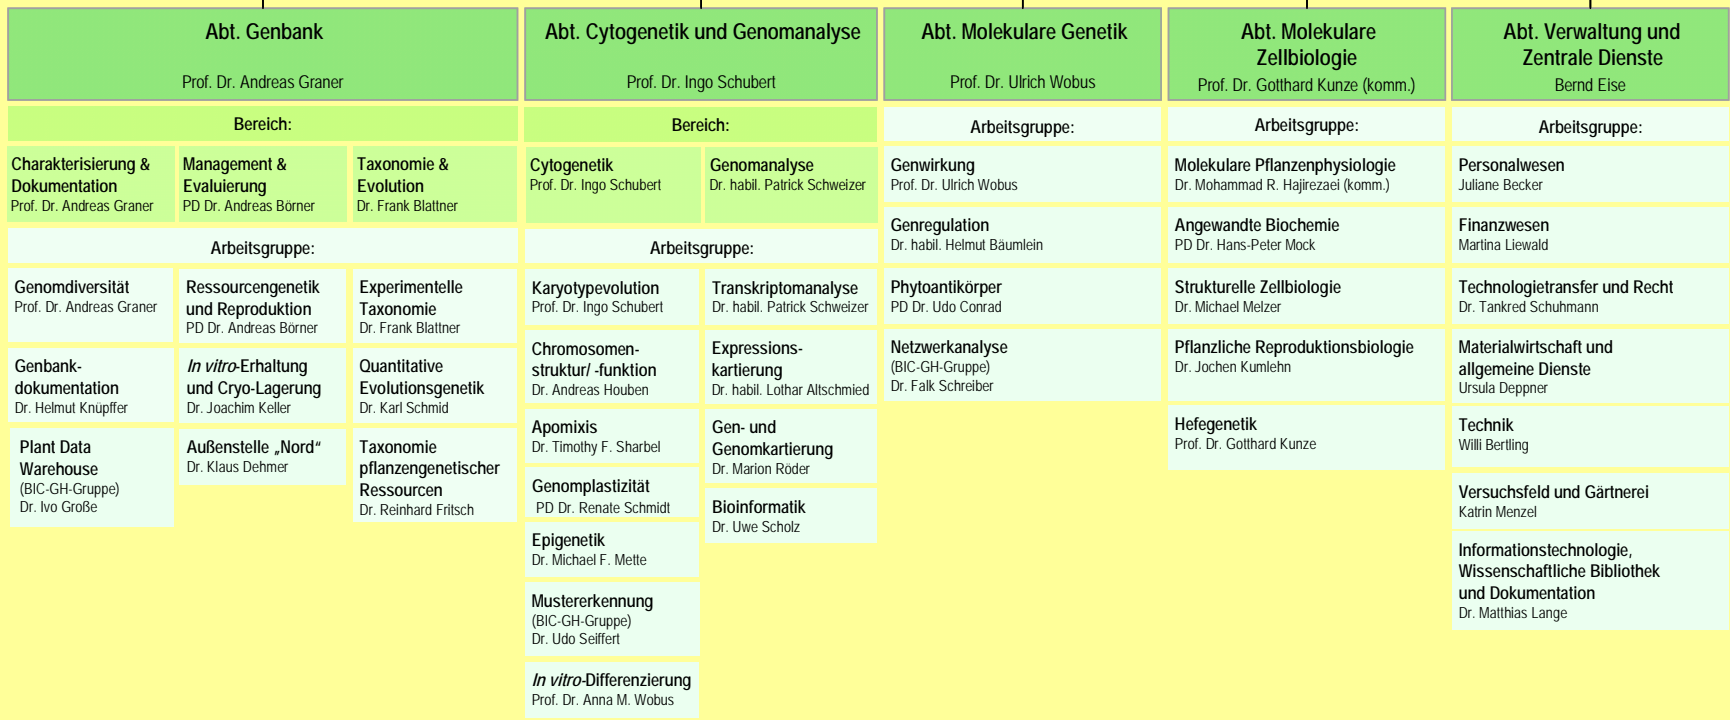 Abt. Genbank
Prof. Dr. Andreas Graner
Bereich:
Charakterisierung &
Dokumentation
Prof. Dr. Andreas Graner
Management &
Evaluierung
PD Dr. Andreas Börner
Taxonomie &
Evolution
Dr. Frank Blattner
Arbeitsgruppe:
Genomdiversität
Prof. Dr. Andreas Graner
Genbank-
dokumentation
Dr. Helmut Knüpffer
Plant Data
Warehouse
(BIC-GH-Gruppe)
Dr. Ivo Große
Ressourcengenetik
und Reproduktion
PD Dr. Andreas Börner
In vitro-Erhaltung
und Cryo-Lagerung
Dr. Joachim Keller
Außenstelle „Nord“
Dr. Klaus Dehmer
Experimentelle
Taxonomie
Dr. Frank Blattner
Quantitative
Evolutionsgenetik
Dr. Karl Schmid
Taxonomie
pflanzengenetischer
Ressourcen
Dr. Reinhard Fritsch
Abt. Cytogenetik und Genomanalyse
Prof. Dr. Ingo Schubert
Bereich:
Cytogenetik
Prof. Dr. Ingo Schubert
Genomanalyse
Dr. habil. Patrick Schweizer
Arbeitsgruppe:
Karyotypevolution
Prof. Dr. Ingo Schubert
Chromosomen-
struktur/ -funktion
Dr. Andreas Houben
Apomixis
Dr. Timothy F. Sharbel
Genomplastizität
PD Dr. Renate Schmidt
Epigenetik
Dr. Michael F. Mette
Mustererkennung
(BIC-GH-Gruppe)
Dr. Udo Seiffert
In vitro-Differenzierung
Prof. Dr. Anna M. Wobus
Transkriptomanalyse
Dr. habil. Patrick Schweizer
Expressions-
kartierung
Dr. habil. Lothar Altschmied
Gen- und
Genomkartierung
Dr. Marion Röder
Bioinformatik
Dr. Uwe Scholz
Abt. Molekulare Genetik
Prof. Dr. Ulrich Wobus
Arbeitsgruppe:
Genwirkung
Prof. Dr. Ulrich Wobus
Genregulation
Dr. habil. Helmut Bäumlein
Phytoantikörper
PD Dr. Udo Conrad
Netzwerkanalyse
(BIC-GH-Gruppe)
Dr. Falk Schreiber
Abt. Molekulare
Zellbiologie
Prof. Dr. Gotthard Kunze (komm.)
Arbeitsgruppe:
Molekulare Pflanzenphysiologie
Dr. Mohammad R. Hajirezaei (komm.)
Angewandte Biochemie
PD Dr. Hans-Peter Mock
Strukturelle Zellbiologie
Dr. Michael Melzer
Pflanzliche Reproduktionsbiologie
Dr. Jochen Kumlehn
Hefegenetik
Prof. Dr. Gotthard Kunze
Abt. Verwaltung und
Zentrale Dienste
Bernd Eise
Arbeitsgruppe:
Personalwesen
Juliane Becker
Finanzwesen
Martina Liewald
Technologietransfer und Recht
Dr. Tankred Schuhmann
Materialwirtschaft und
allgemeine Dienste
Ursula Deppner
Technik
Willi Bertling
Versuchsfeld und Gärtnerei
Katrin Menzel
Informationstechnologie,
Wissenschaftliche Bibliothek
und Dokumentation
Dr. Matthias Lange